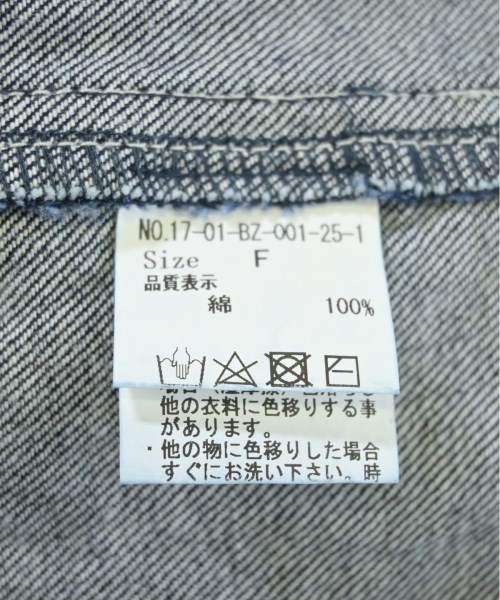 NO.17-01-BZ-001-25-1
Size F
品質表示
綿 100%
他の衣料に色移りする事
があります。
・他の物に色移りした場合
すぐにお洗い下さい。時